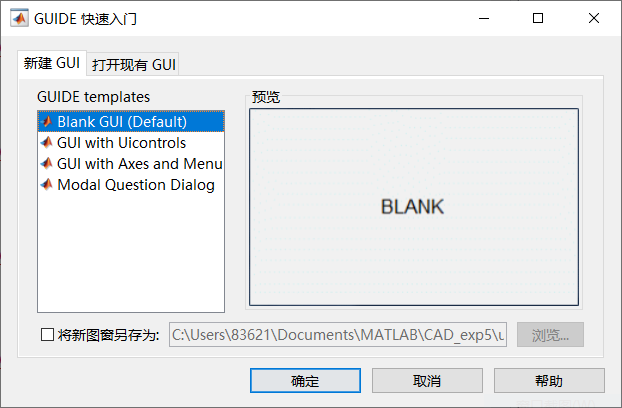 GUIDE 快速入门
新建 GUI
打开现有 GUI
GUIDE templates
预览
Blank GUI (Default)
GUI with Uicontrols
GUI with Axes and Menu
Modal Question Dialog
BLANK
将新图窗另存为:
C:\Users\83621\Documents\MATLAB\CAD_exp5\u
浏览...
确定
取消
帮助